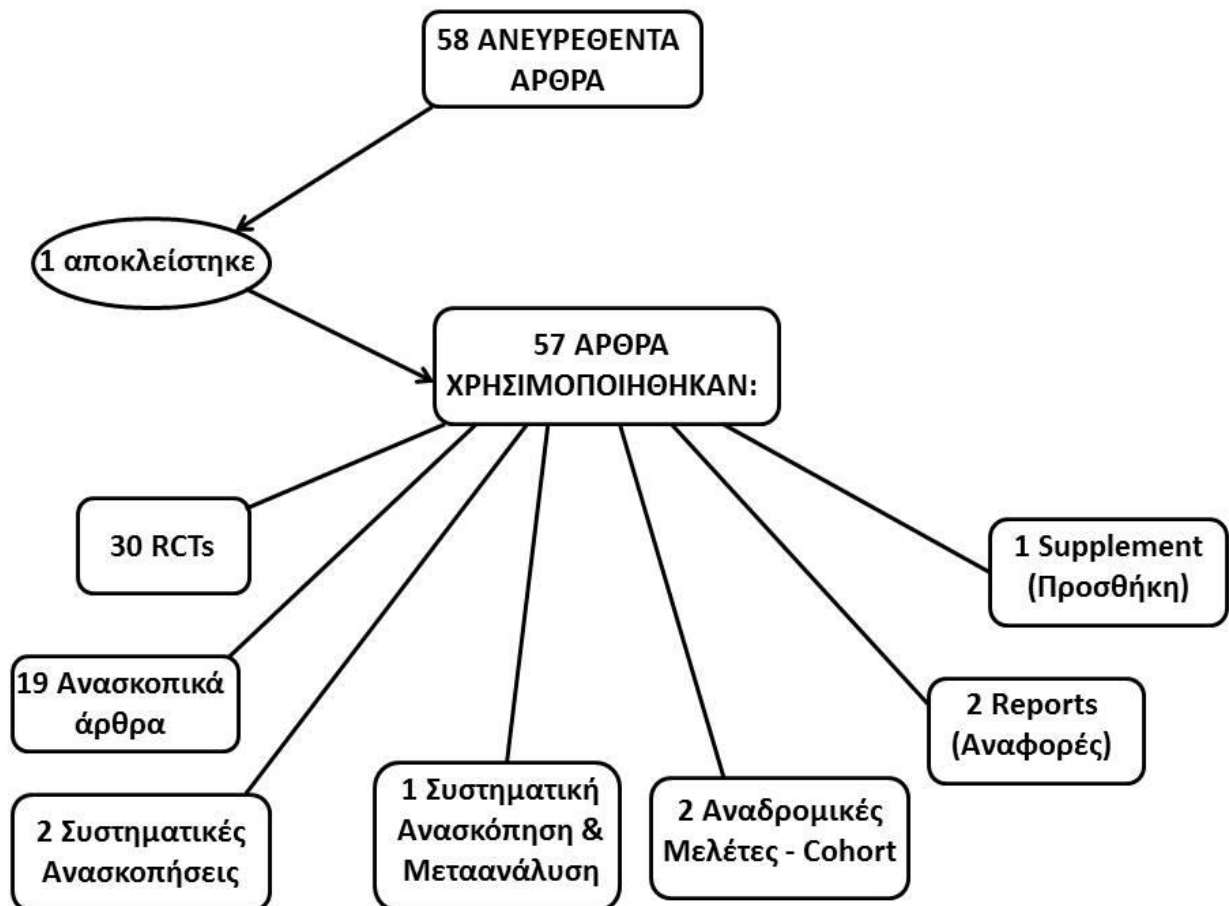 58 ΑΝΕΥΡΕΘΕΝΤΑ
ΑΡΘΡΑ
1 αποκλείστηκε
57 ΑΡΘΡΑ
ΧΡΗΣΙΜΟΠΟΙΗΘΗΚΑΝ:
30 RCTs
19 Ανασκοπικά
άρθρα
2 Συστηματικές
Ανασκοπήσεις
1 Συστηματική
Ανασκόπηση &
Μεταανάλυση
2 Αναδρομικές
Μελέτες - Cohort
2 Reports
(Αναφορές)
1 Supplement
(Προσθήκη)